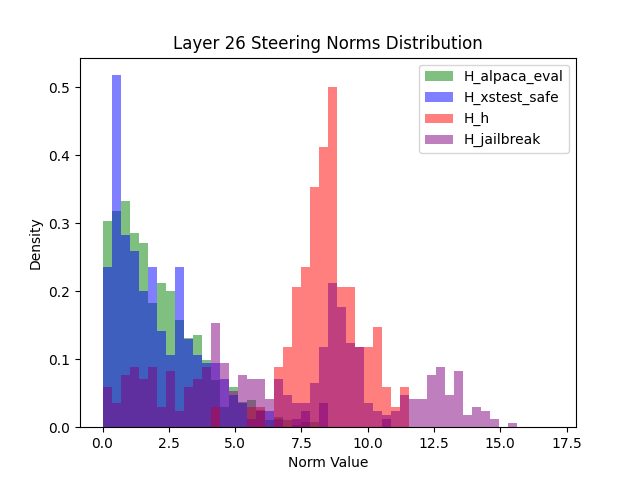 Layer 26 Steering Norms Distribution
H_alpaca_eval
H_xstest_safe
H_h
H_jailbreak
Density
0.5
0.4
0.3
0.2
0.1
0.0
0.0 2.5 5.0 7.5 10.0 12.5 15.0 17.5
Norm Value